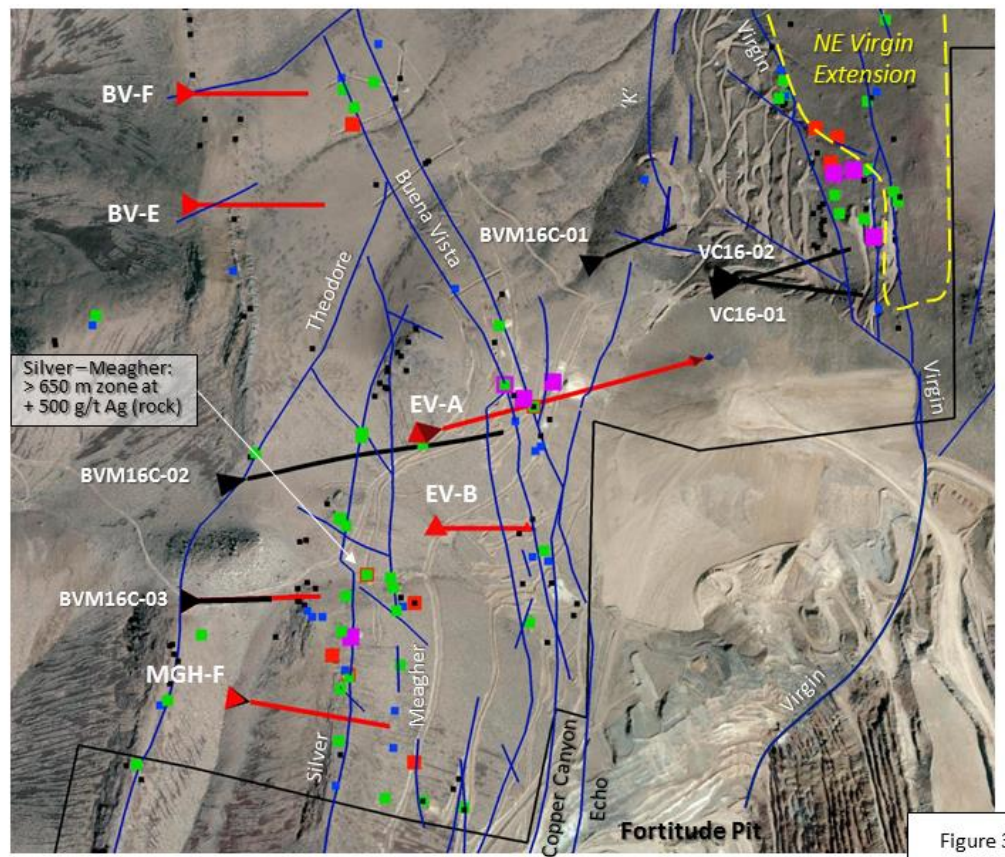 NE Virgin
Extension
Virgin
'K'
BV-F
BV-E
Buena Vista
Theodore
BVM16C-01
VC16-02
VC16-01
Virgin
Silver – Meagher:
> 650 m zone at
+ 500 g/t Ag (rock)
EV-A
BVM16C-02
EV-B
BVM16C-03
MGH-F
Meagher
Silver
Virgin
Copper Canyon
Echo
Fortitude Pit
Figure 3